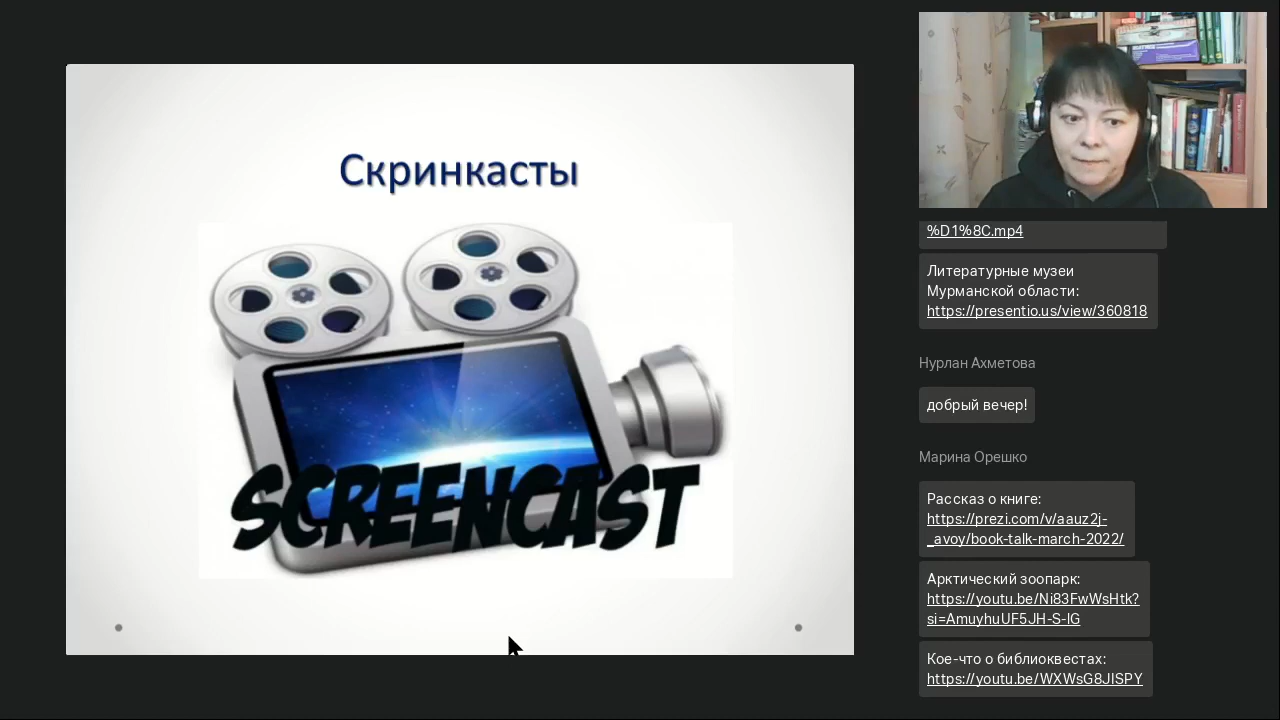 Скринкасты
SCREENCAST
%D1%8C.mp4
Литературные музеи
Мурманской области:
https://presentio.us/view/360818
Нурлан Ахметова
добрый вечер!
Марина Орешко
Рассказ о книге:
https://prezi.com/v/aauz2j-
_avoy/book-talk-march-2022/
Арктический зоопарк:
https://youtu.be/Ni83FwWsHtk?
si=AmuyhuUF5JH-S-lG
Кое-что о библиоквестах:
https://youtu.be/WXWsG8JISPY